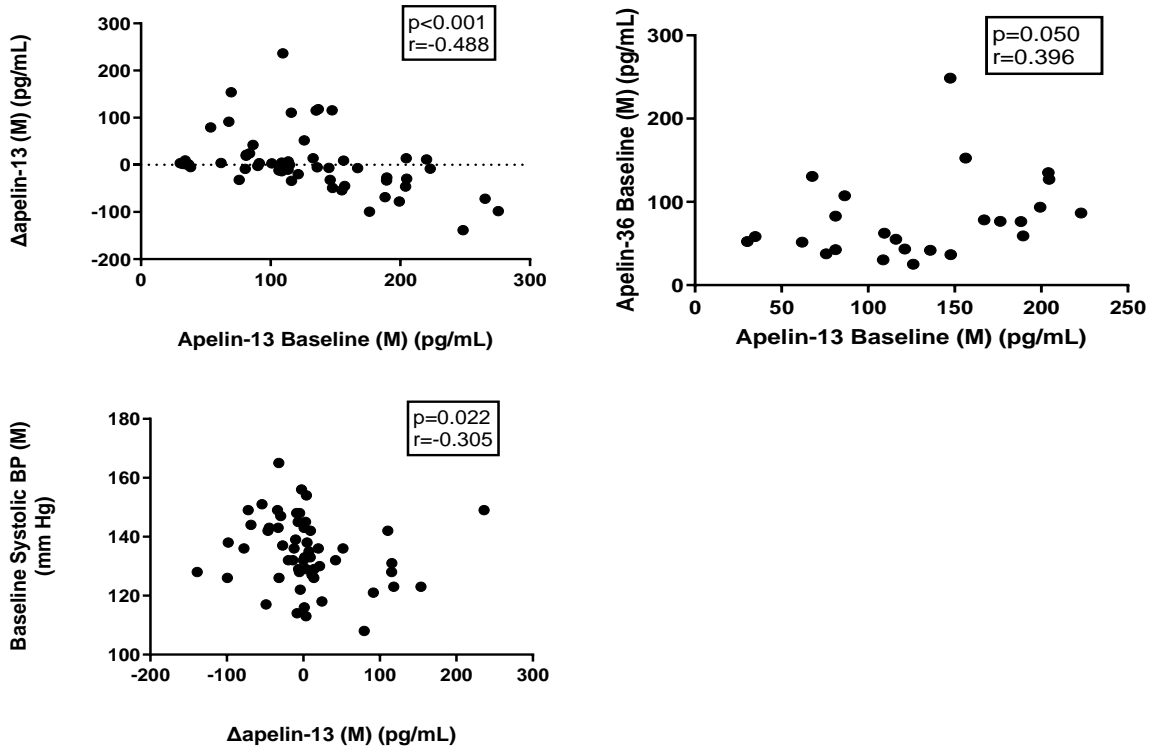 300
200
100
0
-100
-200
Δapelin-13 (M) (pg/mL)
p<0.001
r=-0.488
0
100
200
300
Apelin-13 Baseline (M) (pg/mL)
300
200
100
0
Apelin-36 Baseline (M) (pg/mL)
p=0.050
r=0.396
0
50
100
150
200
250
Apelin-13 Baseline (M) (pg/mL)
180
160
140
120
100
Baseline Systolic BP (M)
(mm Hg)
p=0.022
r=-0.305
-200
-100
0
100
200
300
Δapelin-13 (M) (pg/mL)